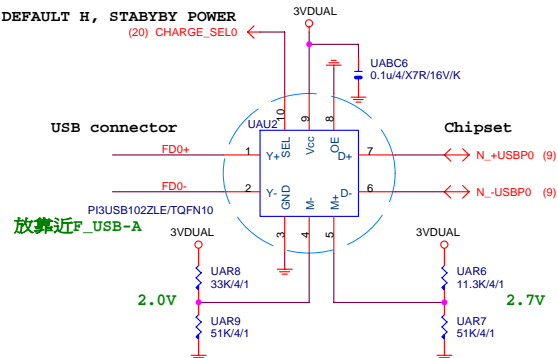 DEFAULT H, STABYBY POWER
(20) CHARGE_SEL0
3VDUAL
UABC6
0.1u/4/X7R/16V/K
USB connector
UAU2
Chipset
10
9
8
SEL
Vcc
OE
FD0+
1
Y+
D+
7
N_+USBP0 (9)
FD0-
2
Y-
D-
6
N_-USBP0 (9)
GND
M-
M+
PI3USB102ZLE/TQFN10
3
4
5
放靠近F_USB-A
3VDUAL
3VDUAL
UAR8
33K/4/1
UAR6
11.3K/4/1
2.0V
2.7V
UAR9
51K/4/1
UAR7
51K/4/1